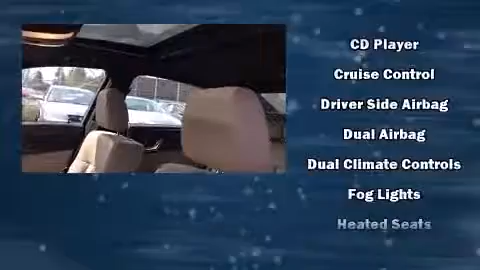 CD Player
Cruise Control
Driver Side Airbag
Dual Airbag
Dual Climate Controls
Fog Lights
Heated Seats